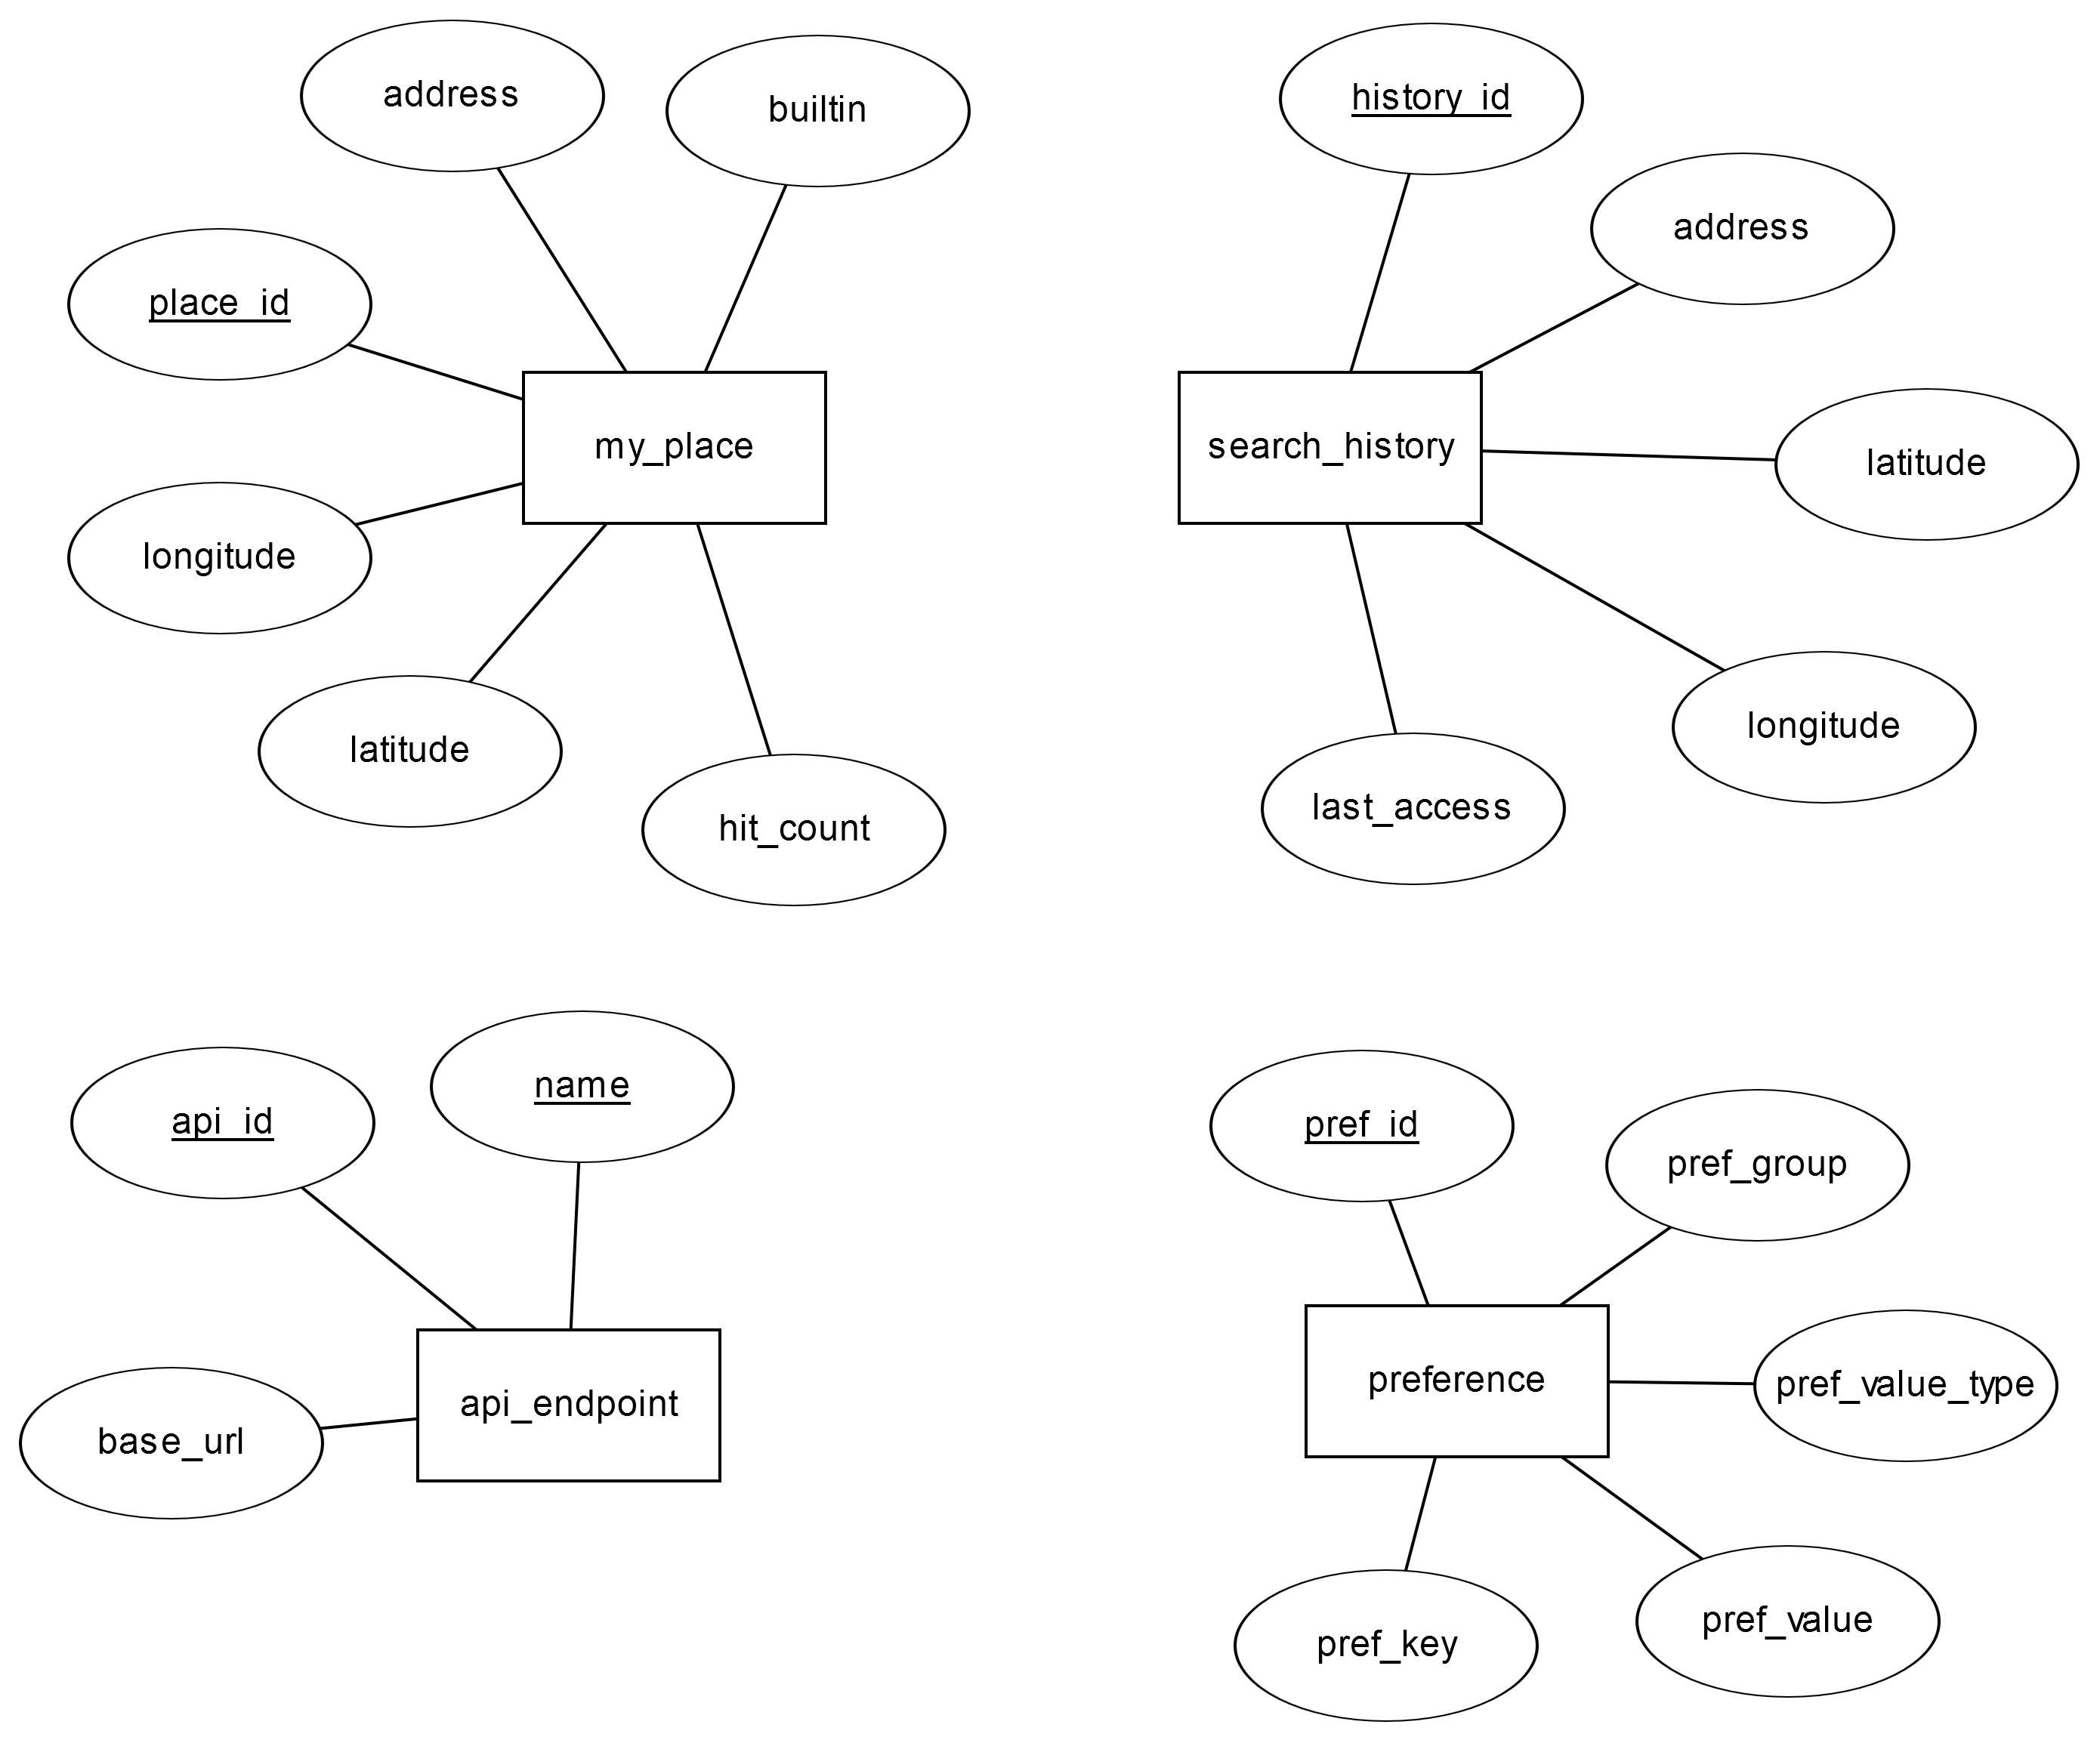 address
builtin
place_id
my_place
longitude
latitude
hit_count
history_id
address
search_history
latitude
longitude
last_access
api_id
name
api_endpoint
base_url
pref_id
pref_group
preference
pref_value_type
pref_value
pref_key